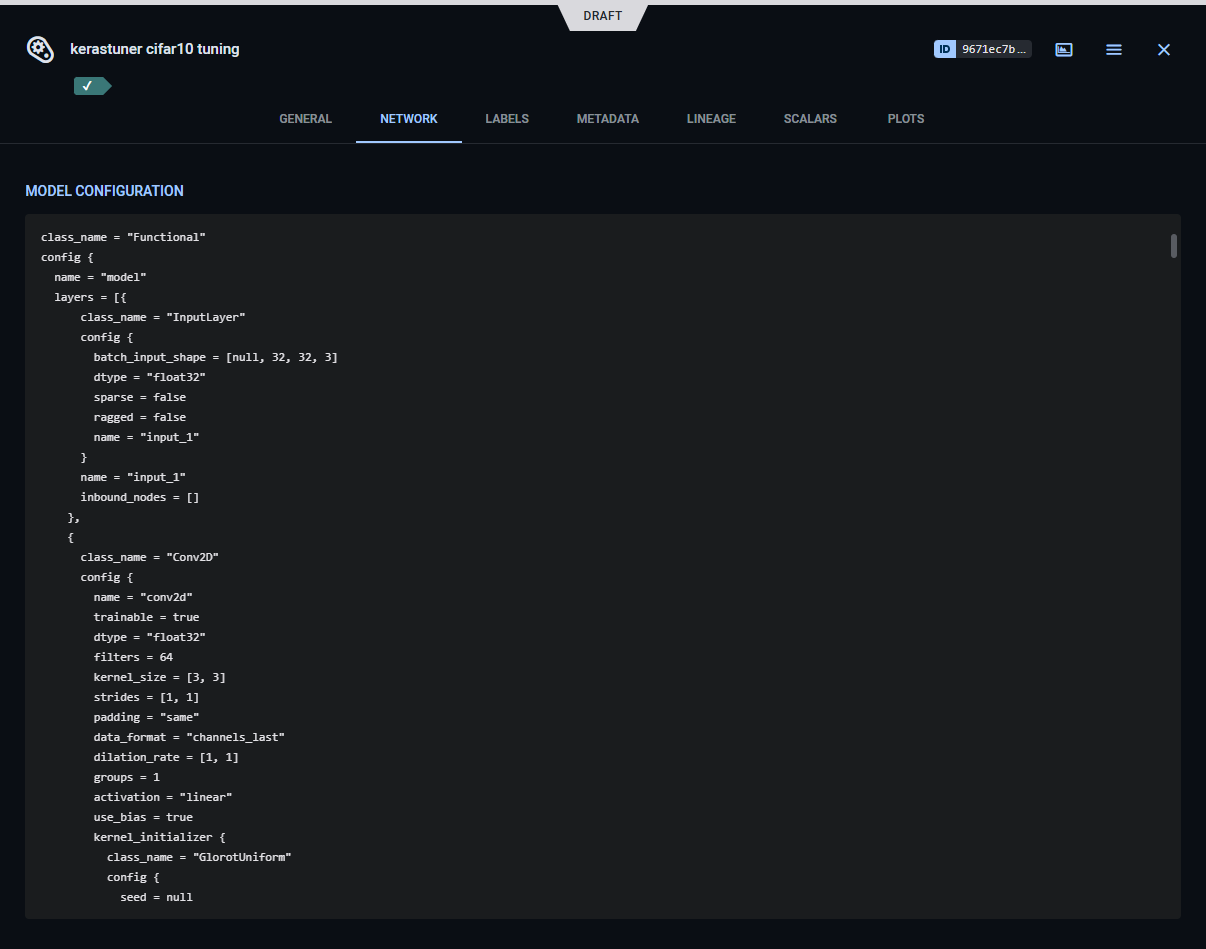 DRAFT
kerastuner cifar10 tuning
ID 9671ec7b...
✓
GENERAL NETWORK LABELS METADATA LINEAGE SCALARS PLOTS
MODEL CONFIGURATION
class_name = "Functional"
config {
  name = "model"
  layers = [{
      class_name = "InputLayer"
      config {
        batch_input_shape = [null, 32, 32, 3]
        dtype = "float32"
        sparse = false
        ragged = false
        name = "input_1"
      }
      name = "input_1"
      inbound_nodes = []
    },
    {
      class_name = "Conv2D"
      config {
        name = "conv2d"
        trainable = true
        dtype = "float32"
        filters = 64
        kernel_size = [3, 3]
        strides = [1, 1]
        padding = "same"
        data_format = "channels_last"
        dilation_rate = [1, 1]
        groups = 1
        activation = "linear"
        use_bias = true
        kernel_initializer {
          class_name = "GlorotUniform"
          config {
            seed = null